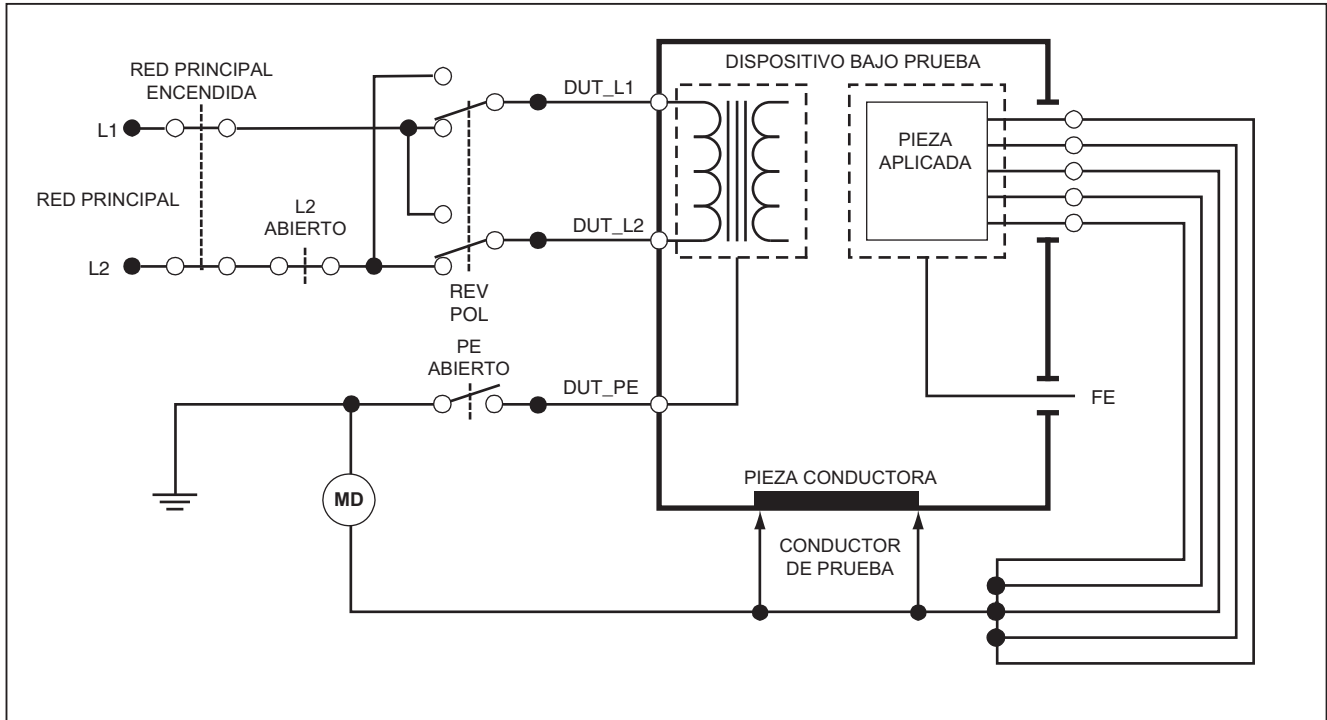 RED PRINCIPAL
ENCENDIDA
DISPOSITIVO BAJO PRUEBA
DUT_L1
L1
PIEZA
APLICADA
RED PRINCIPAL
L2
ABIERTO
DUT_L2
L2
REV
POL
PE
ABIERTO
DUT_PE
FE
PIEZA CONDUCTORA
MD
CONDUCTOR
DE PRUEBA